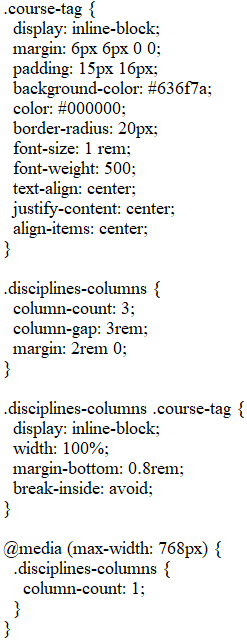 .course-tag {
display: inline-block;
margin: 6px 6px 0 0;
padding: 15px 16px;
background-color: #636f7a;
color: #000000;
border-radius: 20px;
font-size: 1 rem;
font-weight: 500;
text-align: center;
justify-content: center;
align-items: center;
}

.disciplines-columns {
column-count: 3;
column-gap: 3rem;
margin: 2rem 0;
}

.disciplines-columns .course-tag {
display: inline-block;
width: 100%;
margin-bottom: 0.8rem;
break-inside: avoid;
}

@media (max-width: 768px) {
.disciplines-columns {
column-count: 1;
}
}